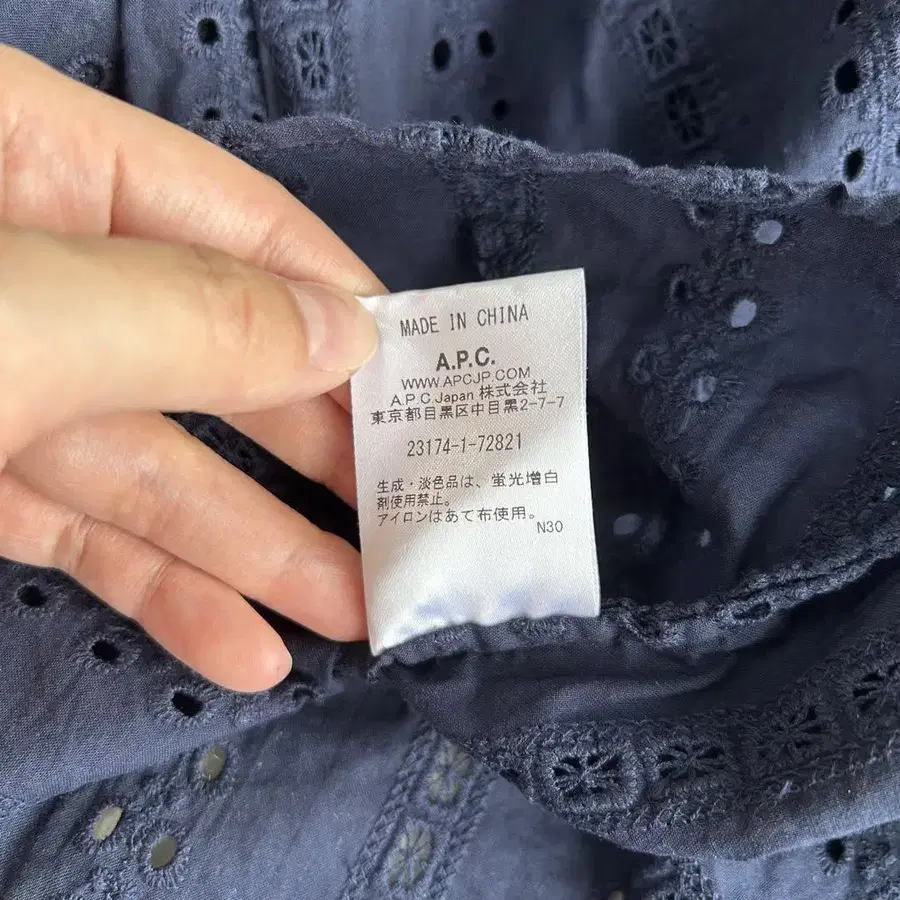 MADE IN CHINA
A.P.C.
WWW.APCJP.COM
A.P.C Japan 株式会社
東京都目黒区中目黒2-7-7
23174-1-72821
生成・淡色品は、蛍光増白
剤使用禁止。
アイロンはあて布使用。
N30